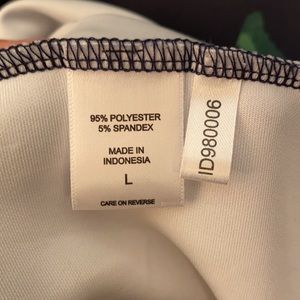 95% POLYESTER
5% SPANDEX
MADE IN
INDONESIA
L
CARE ON REVERSE
ID980006